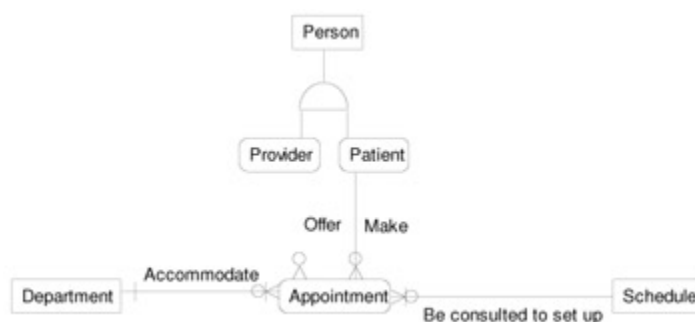 Person
Provider
Patient
Offer
Make
Accommodate
Department
Appointment
Schedule
Be consulted to set up